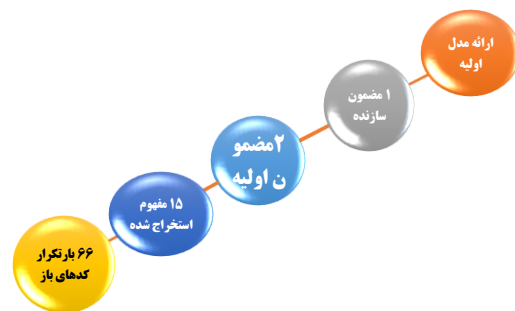 ارائه مدل
اولیه
۱ مضمون
سازنده
۲مضمو
ن اولیه
۱۵ مفهوم
استخراج شده
۶۶ بارتکرار
کدهای باز